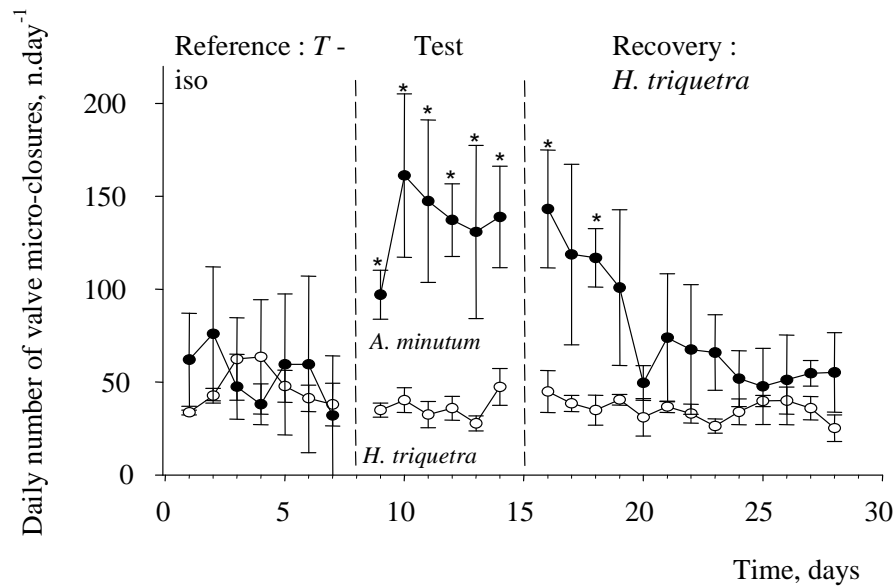 Daily number of valve micro-closures, n.day-1
Reference : T -
iso
Test
Recovery :
H. triquetra
200
150
100
50
0
* * * * * *
* *
A. minutum
H. triquetra
0 5 10 15 20 25 30
Time, days